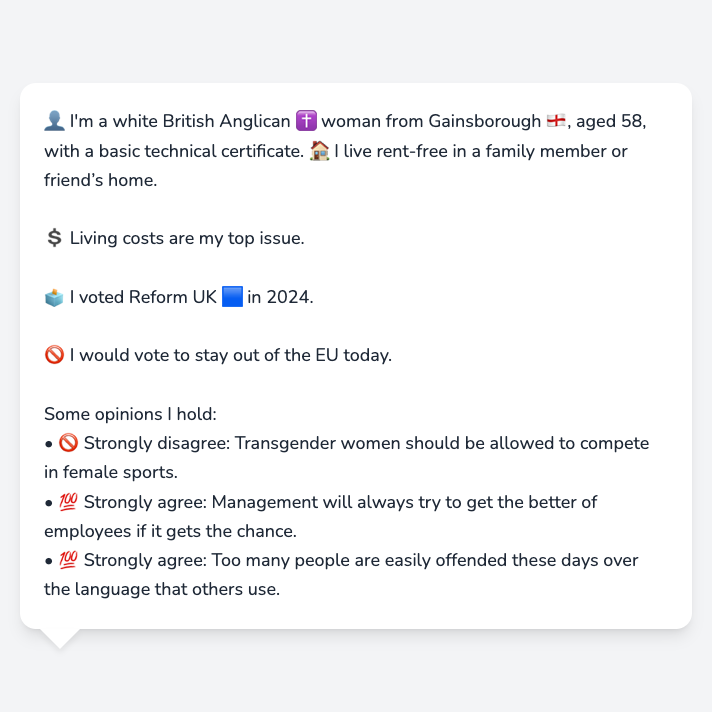 👤 I'm a white British Anglican ✝️ woman from Gainsborough 🏴󠁧󠁢󠁥󠁮󠁧󠁿, aged 58,
with a basic technical certificate. 🏠 I live rent-free in a family member or
friend’s home.
💲 Living costs are my top issue.
🗳️ I voted Reform UK 🟦 in 2024.
🚫 I would vote to stay out of the EU today.
Some opinions I hold:
• 🚫 Strongly disagree: Transgender women should be allowed to compete
in female sports.
• 💯 Strongly agree: Management will always try to get the better of
employees if it gets the chance.
• 💯 Strongly agree: Too many people are easily offended these days over
the language that others use.